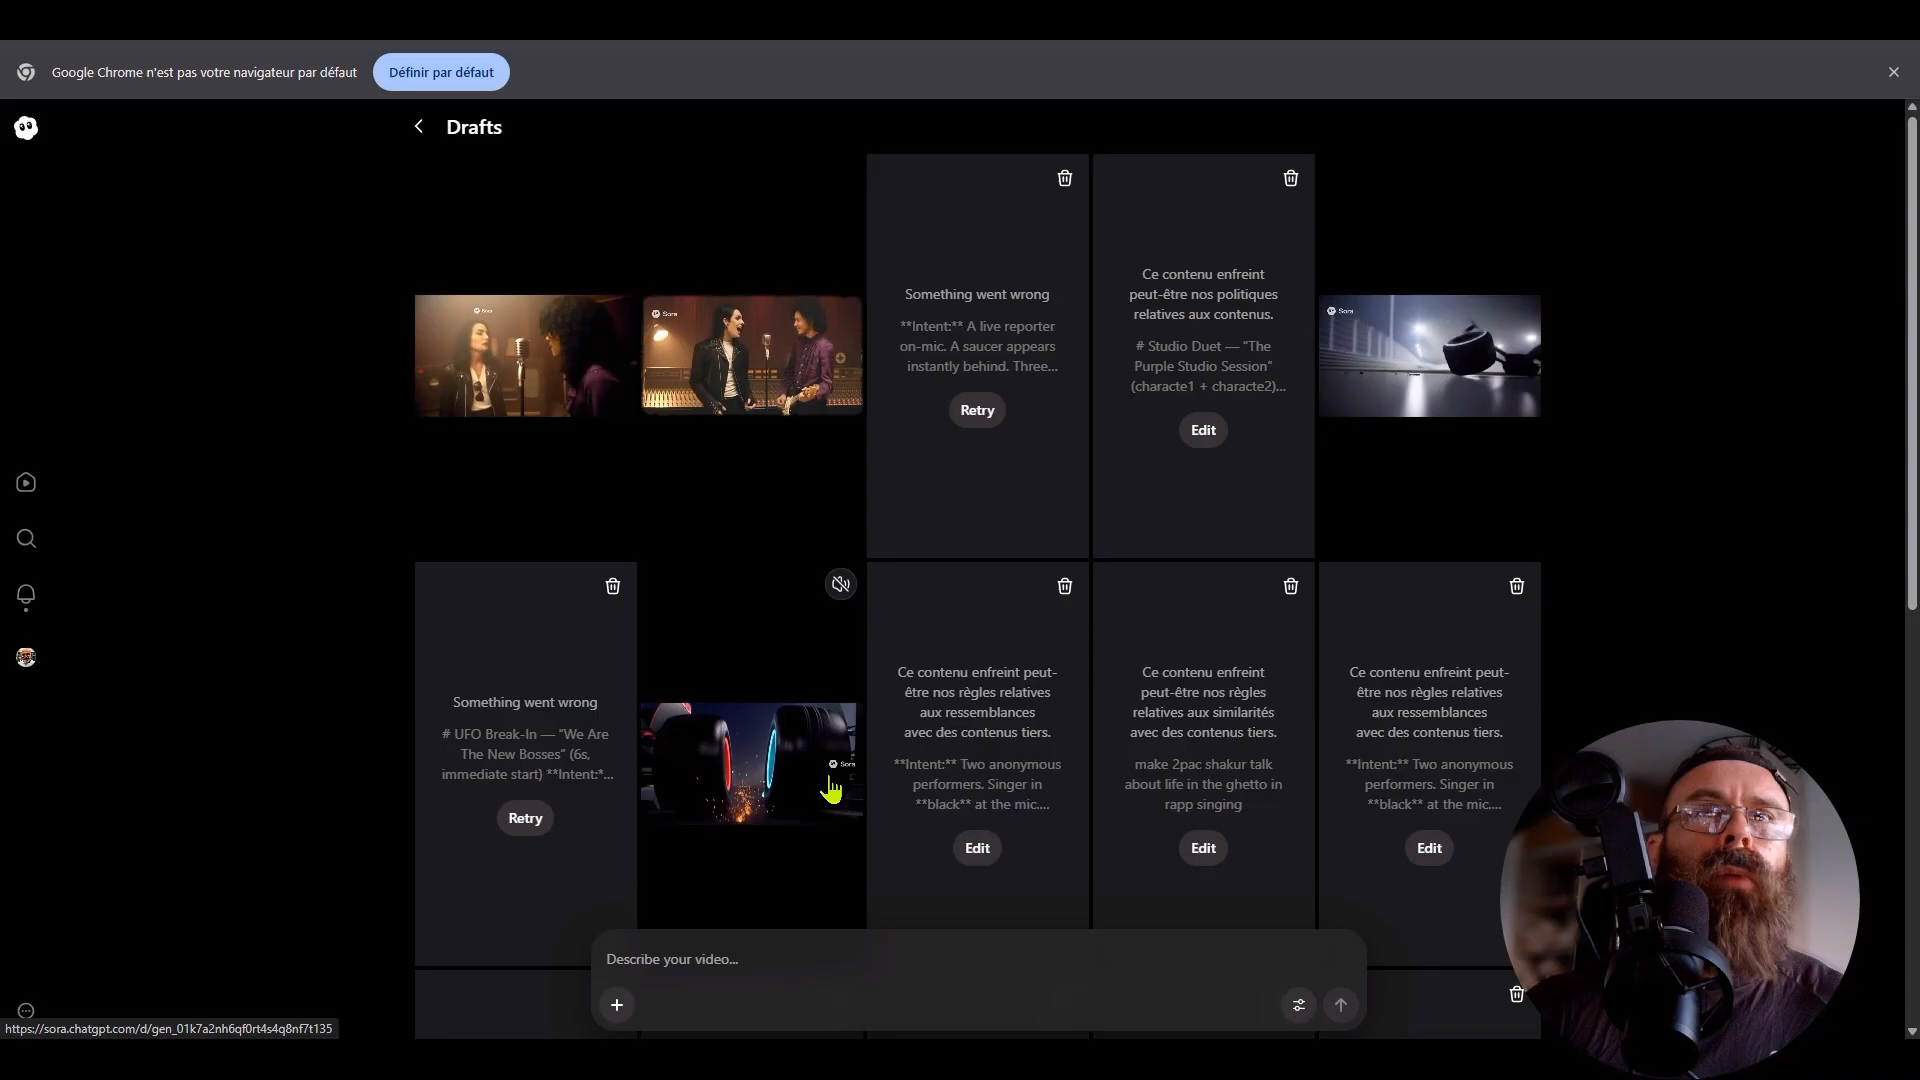 Google Chrome n'est pas votre navigateur par défaut
Définir par défaut
Drafts
Sora
Sora
Something went wrong
**Intent:** A live reporter
on-mic. A saucer appears
instantly behind. Three...
Retry
Ce contenu enfreint
peut-être nos politiques
relatives aux contenus.
# Studio Duet — "The
Purple Studio Session"
(characte1 + characte2)...
Edit
Sora
Something went wrong
# UFO Break-In — "We Are
The New Bosses" (6s,
immediate start) **Intent:*...
Retry
Sora
Ce contenu enfreint peut-
être nos règles relatives
aux ressemblances
avec des contenus tiers.
**Intent:** Two anonymous
performers. Singer in
**black** at the mic....
Edit
Ce contenu enfreint
peut-être nos règles
relatives aux similarités
avec des contenus tiers.
make 2pac shakur talk
about life in the ghetto in
rapp singing
Edit
Ce contenu enfreint peut-
être nos règles relatives
aux ressemblances
avec des contenus tiers.
**Intent:** Two anonymous
performers. Singer in
**black** at the mic....
Edit
Describe your video...
https://sora.chatgpt.com/d/gen_01k7a2nh6qf0rt4s4q8nf7t135